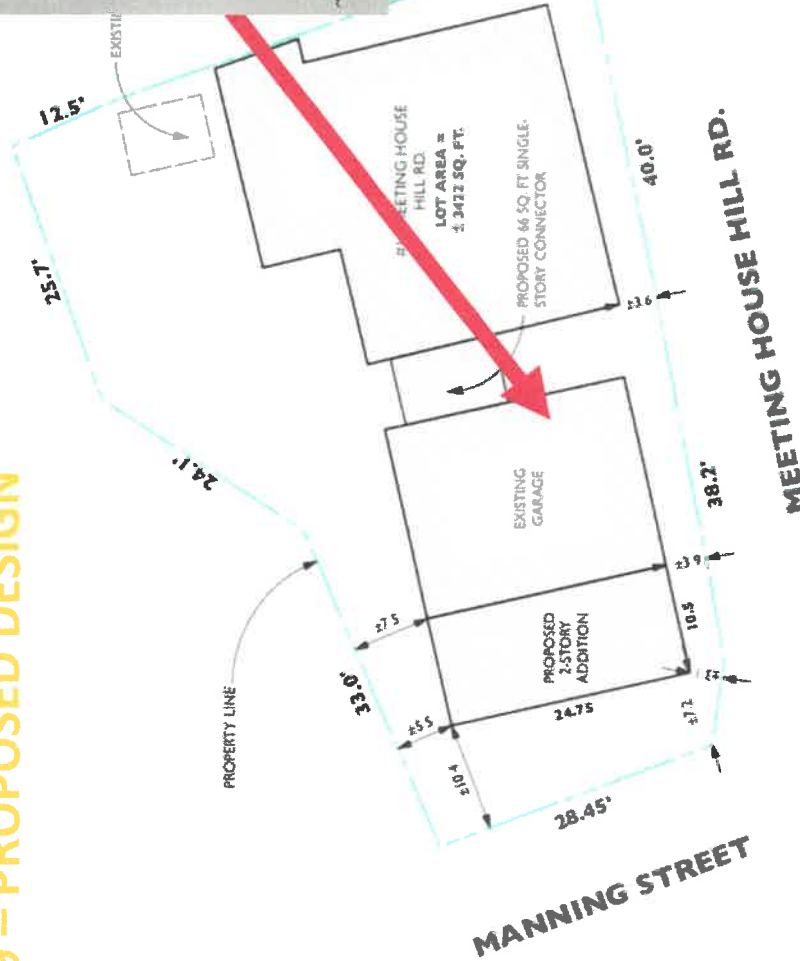 – PROPOSED DESIGN
12.5'
25.7'
24.1'
33.0'
PROPERTY LINE
MEETING HOUSE
HILL RD.
LOT AREA =
± 3422 SQ. FT.
PROPOSED 66 SQ. FT SINGLE-
STORY CONNECTOR
40.0'
±3.6
MEETING HOUSE HILL RD.
EXISTING
GARAGE
38.2'
±3.9
±7.5
PROPOSED
2-STORY
ADDITION
10.5
24.75
±5.5
±10.4
±7.2
28.45'
MANNING STREET